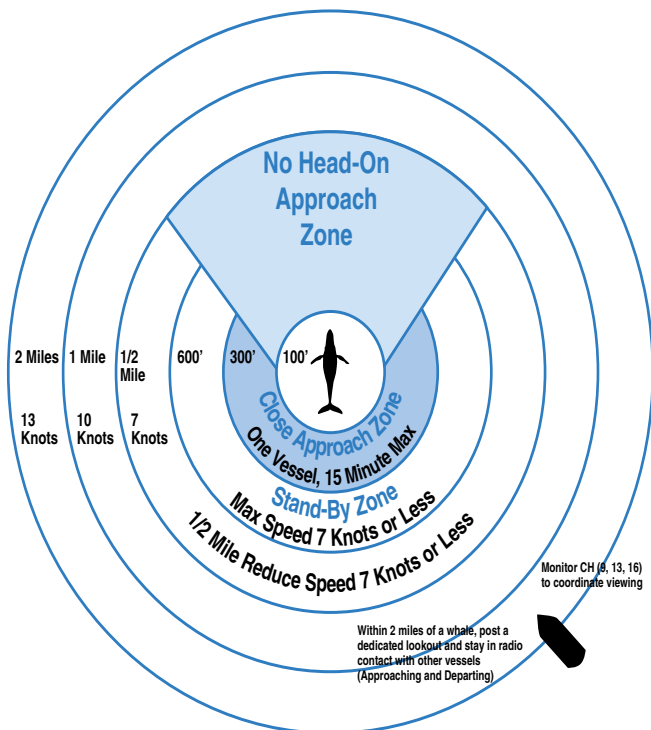 No Head-On
Approach
Zone
2 Miles
1 Mile
1/2
Mile
600’
300’
100’
13
Knots
10
Knots
7
Knots
Close Approach Zone
One Vessel, 15 Minute Max
Stand-By Zone
Max Speed 7 Knots or Less
1/2 Mile Reduce Speed 7 Knots or Less
Monitor CH (9, 13, 16)
to coordinate viewing
Within 2 miles of a whale, post a
dedicated lookout and stay in radio
contact with other vessels
(Approaching and Departing)